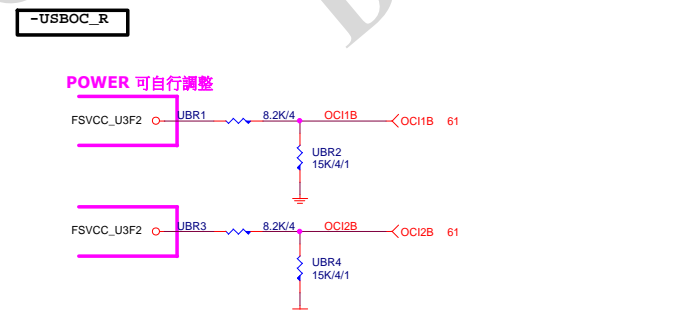 -USBOC_R
POWER 可自行調整
FSVCC_U3F2 UBR1 8.2K/4 OCI1B OCI1B 61
UBR2
15K/4/1
FSVCC_U3F2 UBR3 8.2K/4 OCI2B OCI2B 61
UBR4
15K/4/1